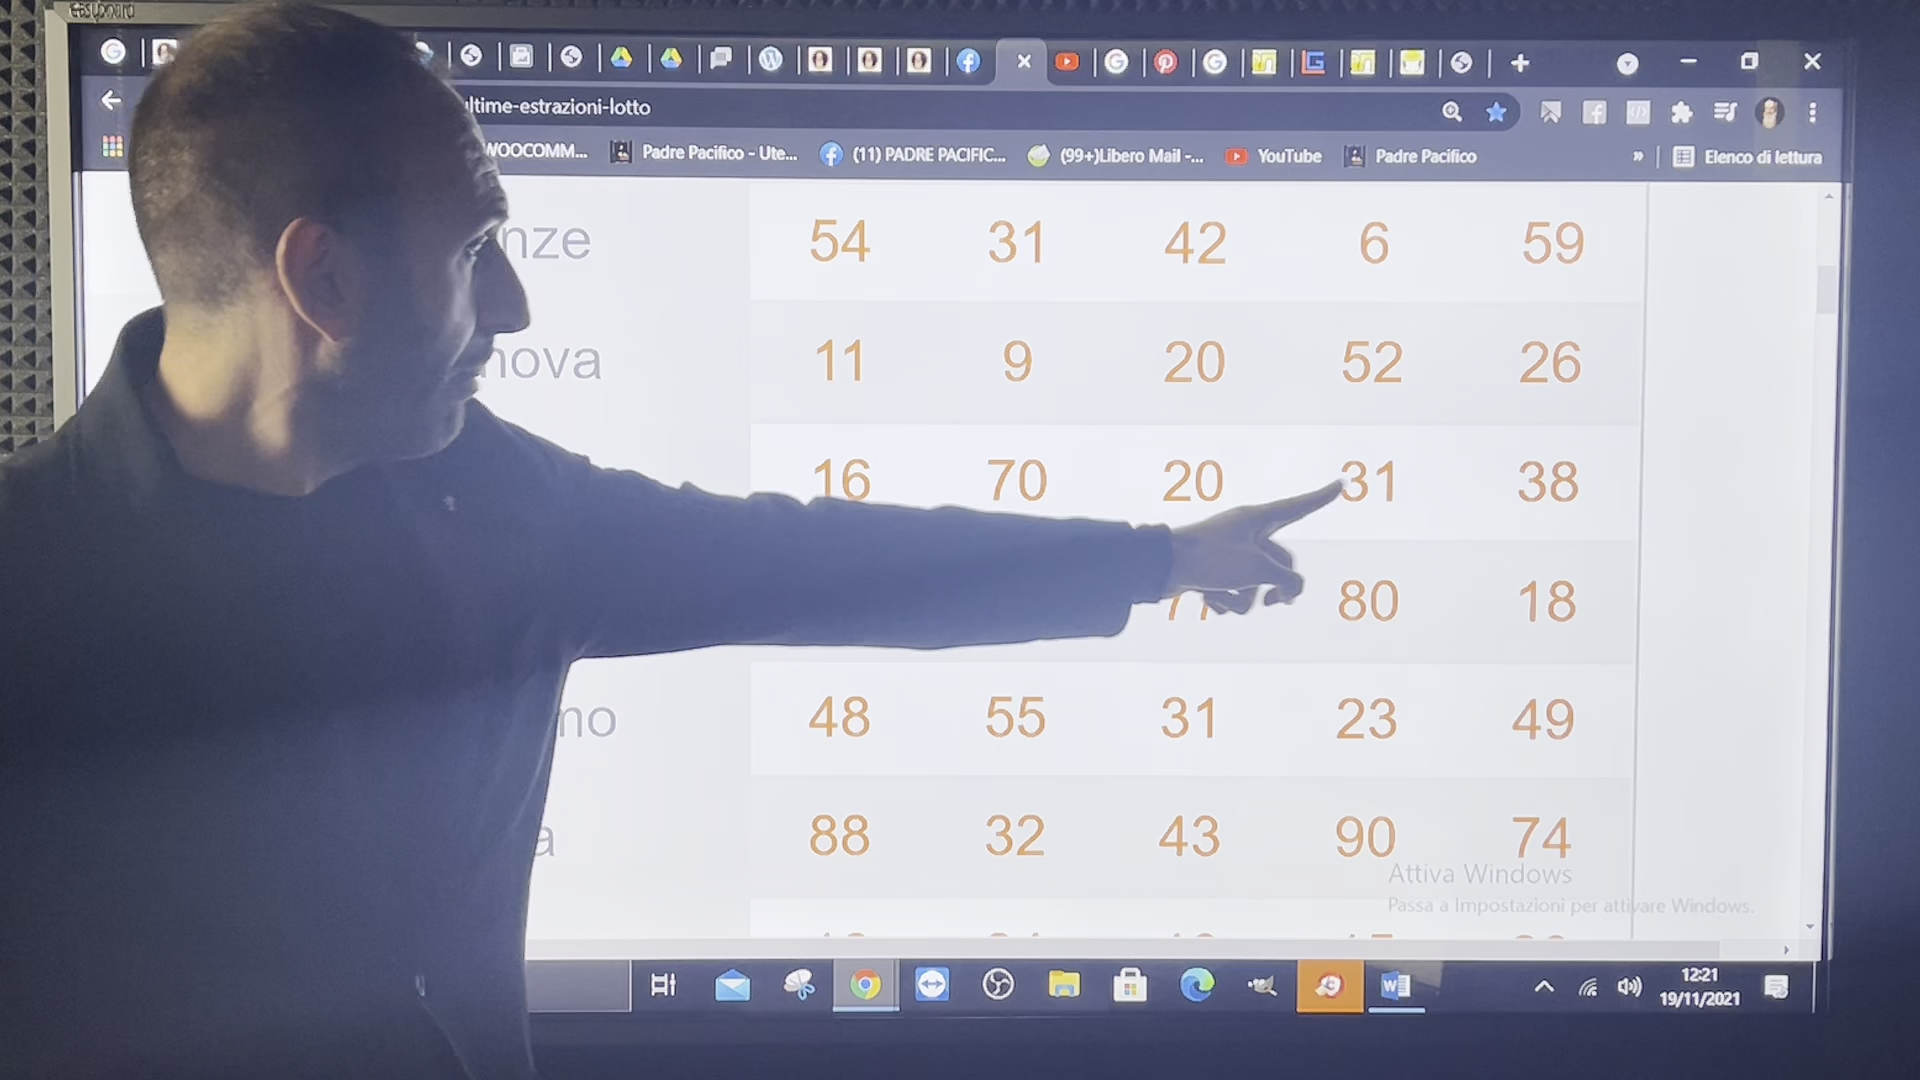 easyboard
ltime-estrazioni-lotto
WOOCOMM... Padre Pacifico - Ute... (11) PADRE PACIFIC... (99+)Libero Mail -... YouTube Padre Pacifico » Elenco di lettura
nze 54 31 42 6 59
nova 11 9 20 52 26
16 70 20 31 38
77 80 18
mo 48 55 31 23 49
a 88 32 43 90 74
Attiva Windows
Passa a Impostazioni per attivare Windows.
12:21
19/11/2021